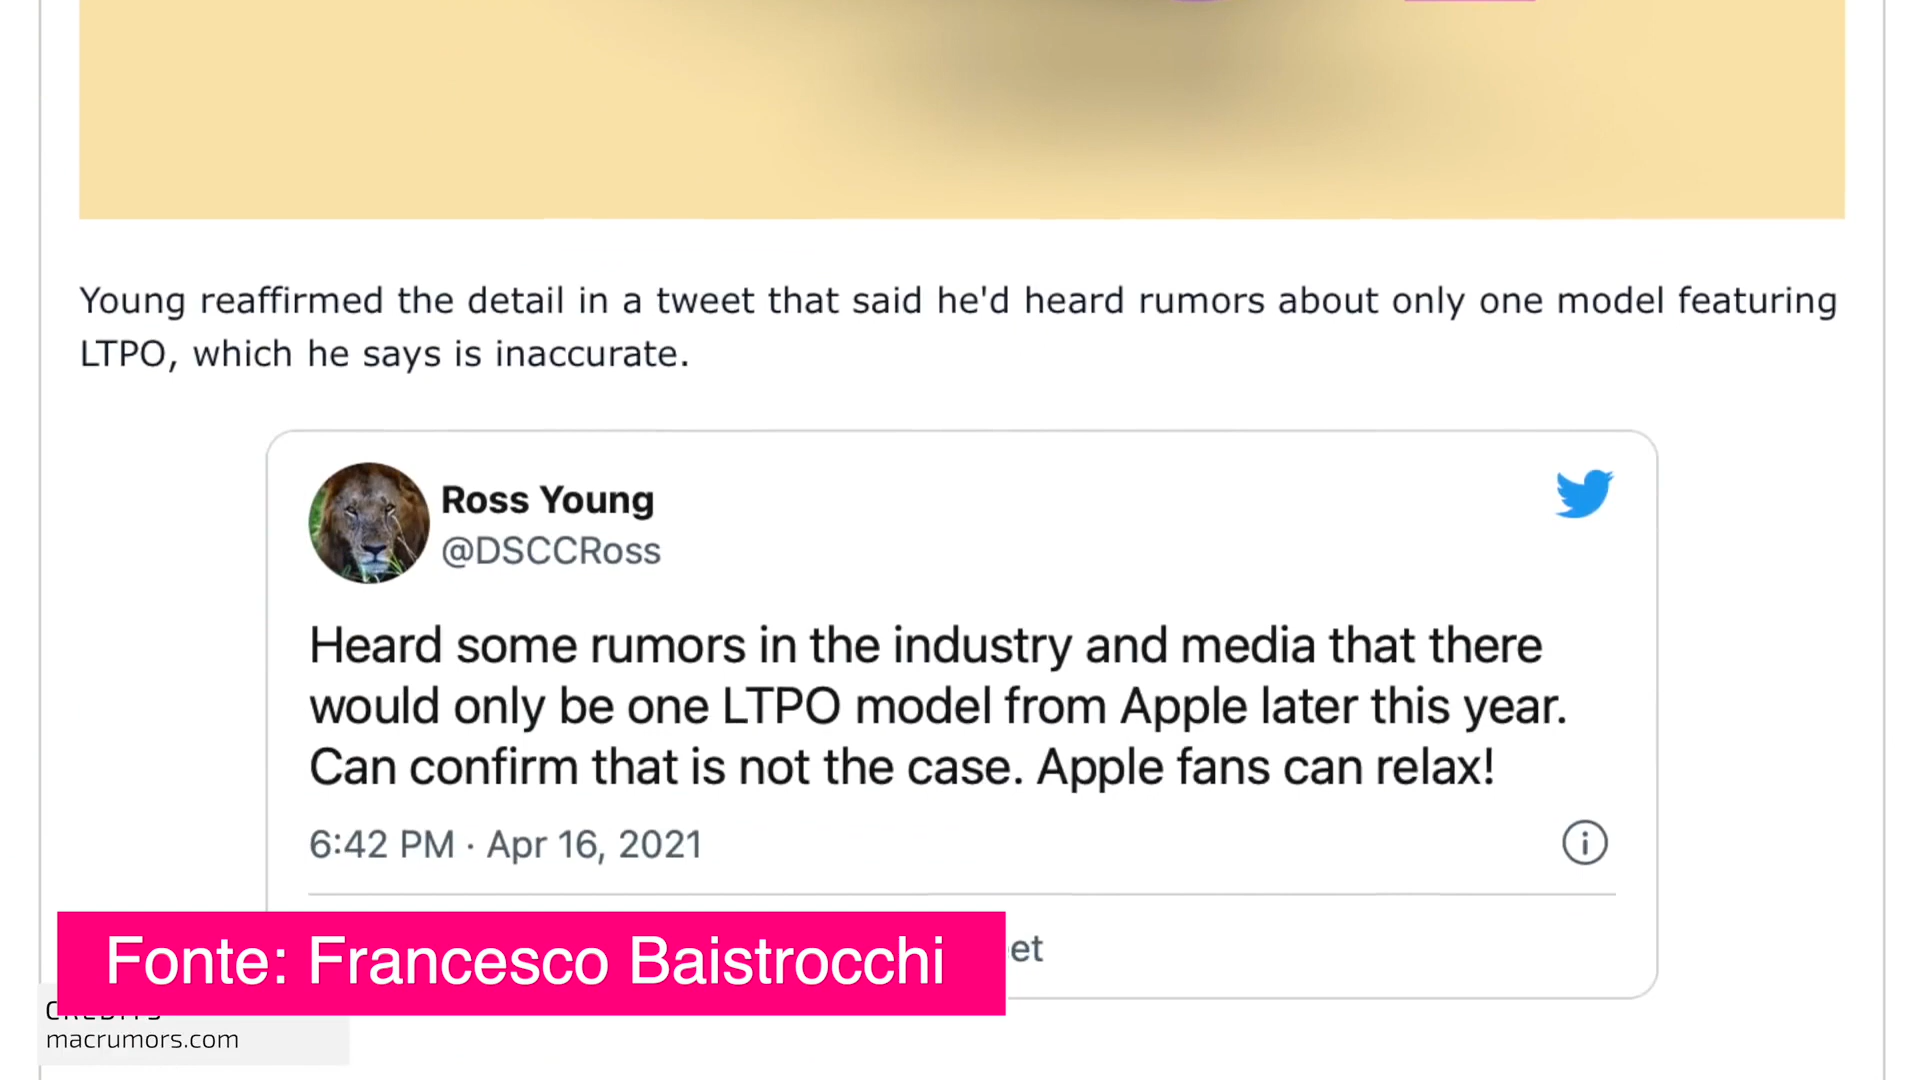 Young reaffirmed the detail in a tweet that said he'd heard rumors about only one model featuring
LTPO, which he says is inaccurate.
Ross Young
@DSCCRoss
Heard some rumors in the industry and media that there
would only be one LTPO model from Apple later this year.
Can confirm that is not the case. Apple fans can relax!
6:42 PM · Apr 16, 2021
Fonte: Francesco Baistrocchi
CREDITS
macrumors.com